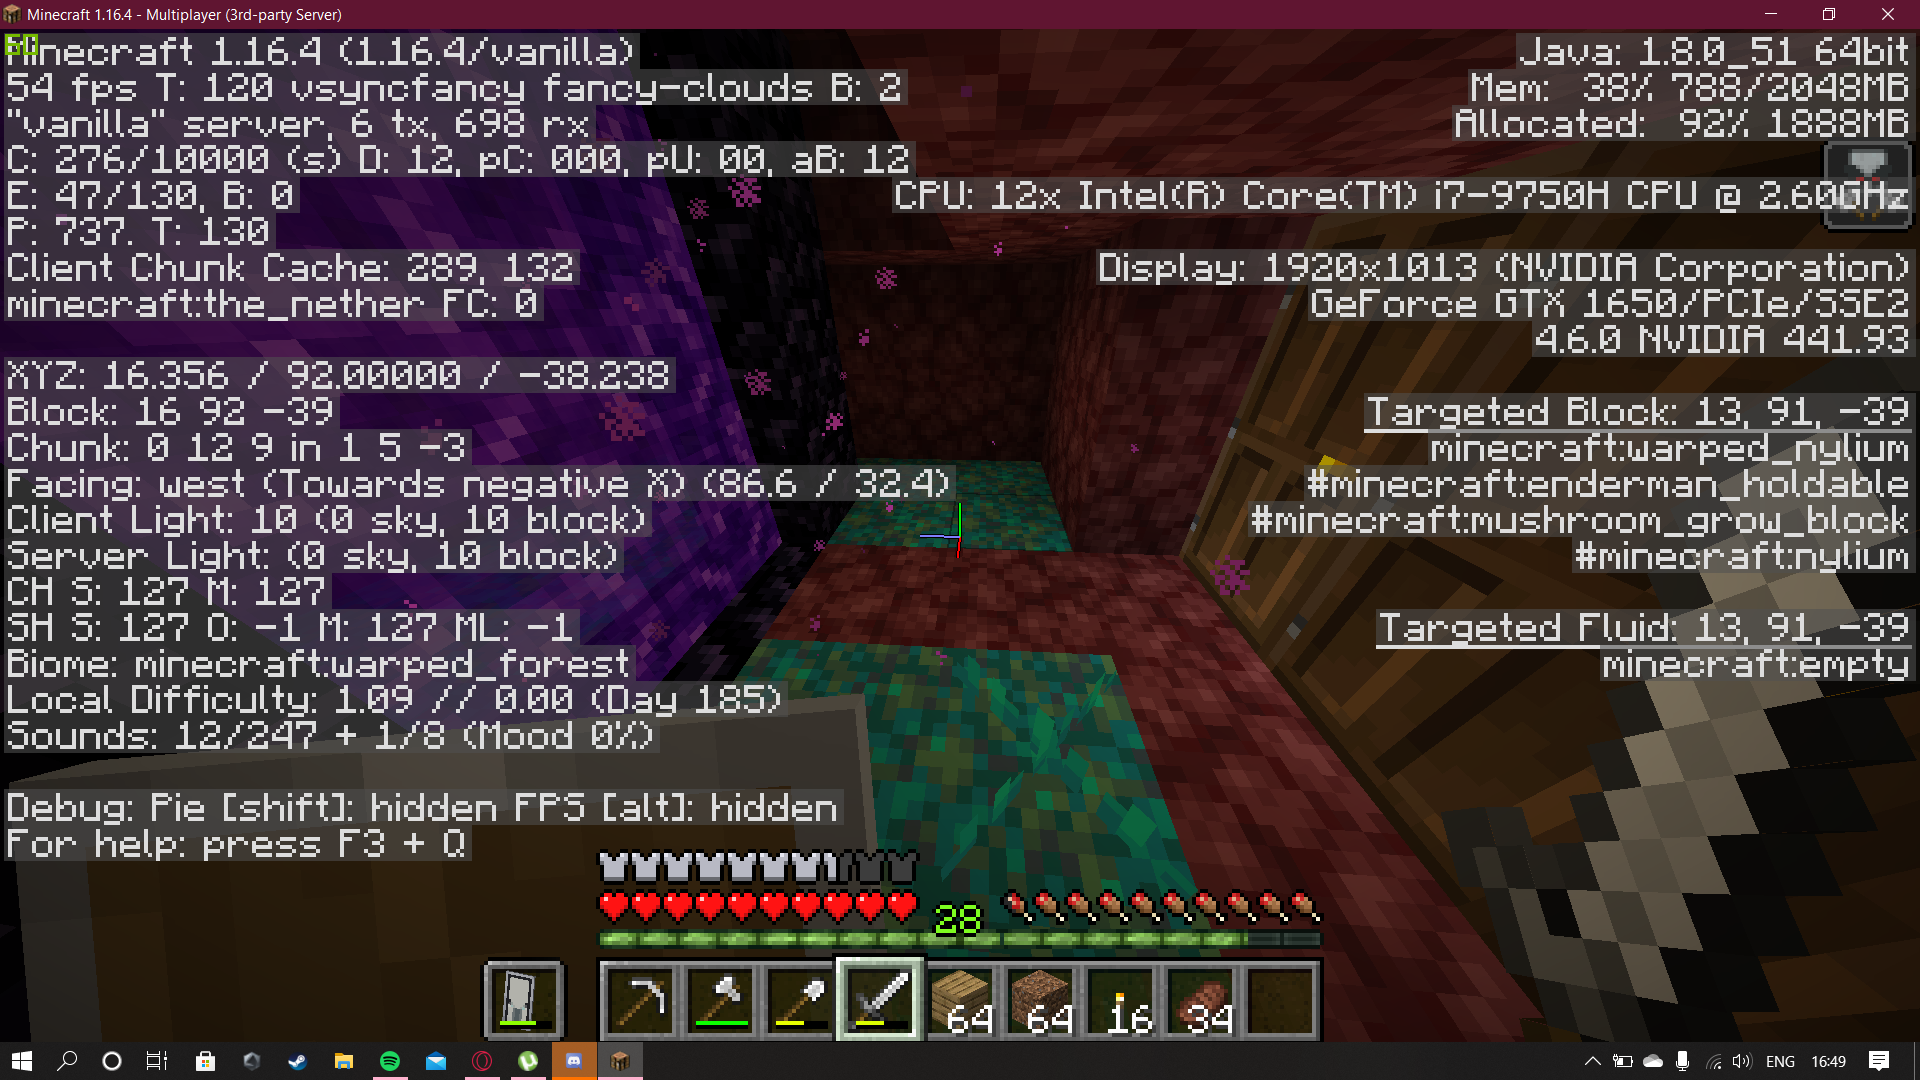 Minecraft 1.16.4 - Multiplayer (3rd-party Server)
60
Minecraft 1.16.4 (1.16.4/vanilla)
54 fps T: 120 vsyncfancy fancy-clouds B: 2
"vanilla" server, 6 tx, 698 rx
C: 276/10000 (s) D: 12, pC: 000, pU: 00, aB: 12
E: 47/130, B: 0
P: 737. T: 130
Client Chunk Cache: 289, 132
minecraft:the_nether FC: 0
XYZ: 16.356 / 92.00000 / -38.238
Block: 16 92 -39
Chunk: 0 12 9 in 1 5 -3
Facing: west (Towards negative X) (86.6 / 32.4)
Client Light: 10 (0 sky, 10 block)
Server Light: (0 sky, 10 block)
CH S: 127 M: 127
SH S: 127 O: -1 M: 127 ML: -1
Biome: minecraft:warped_forest
Local Difficulty: 1.09 // 0.00 (Day 185)
Sounds: 12/247 + 1/8 (Mood 0%)
Debug: Pie [shift]: hidden FPS [alt]: hidden
For help: press F3 + Q
Java: 1.8.0_51 64bit
Mem: 38% 788/2048MB
Allocated: 92% 1888MB
CPU: 12x Intel(R) Core(TM) i7-9750H CPU @ 2.60GHz
Display: 1920x1013 (NVIDIA Corporation)
GeForce GTX 1650/PCIe/SSE2
4.6.0 NVIDIA 441.93
Targeted Block: 13, 91, -39
minecraft:warped_nylium
#minecraft:enderman_holdable
#minecraft:mushroom_grow_block
#minecraft:nylium
Targeted Fluid: 13, 91, -39
minecraft:empty
28
64 64 16 34
ENG 16:49